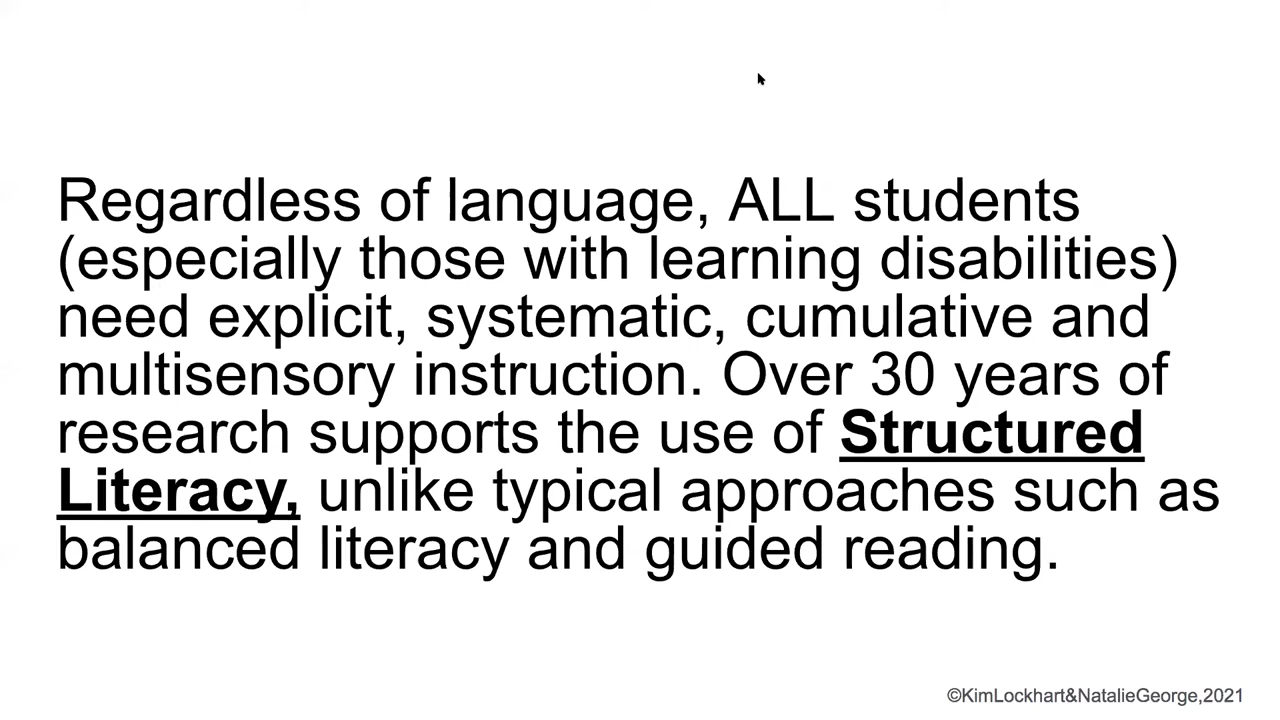 Regardless of language, ALL students
(especially those with learning disabilities)
need explicit, systematic, cumulative and
multisensory instruction. Over 30 years of
research supports the use of Structured
Literacy, unlike typical approaches such as
balanced literacy and guided reading.
©KimLockhart&NatalieGeorge,2021